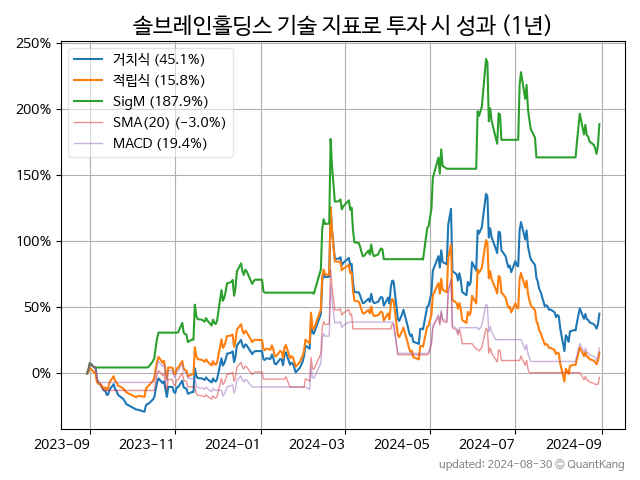 솔브레인홀딩스 기술 지표로 투자 시 성과 (1년)
250%
200%
150%
100%
50%
0%
거치식 (45.1%)
적립식 (15.8%)
SigM (187.9%)
SMA(20) (-3.0%)
MACD (19.4%)
2023-09 2023-11 2024-01 2024-03 2024-05 2024-07 2024-09
updated: 2024-08-30 © QuantKang